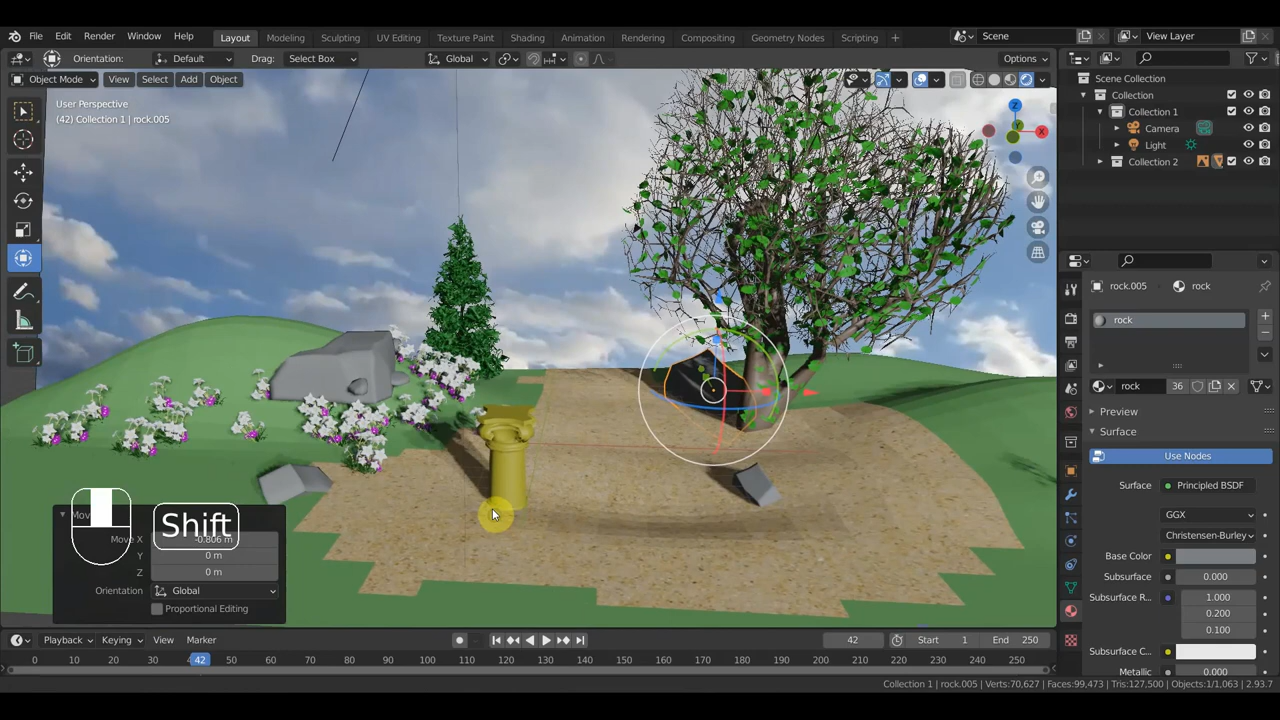 File Edit Render Window Help Layout Modeling Sculpting UV Editing Texture Paint Shading Animation Rendering Compositing Geometry Nodes Scripting + Scene View Layer
Orientation: Default Drag: Select Box Global Options
Object Mode View Select Add Object
User Perspective
(42) Collection 1 | rock.005
Z
Y
X
Scene Collection
Collection
Collection 1
Camera
Light
Collection 2
rock.005 rock
rock
rock 36
Preview
Surface
Use Nodes
Surface Principled BSDF
GGX
Christensen-Burley
Base Color
Subsurface 0.000
Subsurface R... 1.000
0.200
0.100
Subsurface C...
Metallic 0.000
Shift
Move X -0.806 m
Y 0 m
Z 0 m
Orientation Global
Proportional Editing
Playback Keying View Marker 42 Start 1 End 250
0 10 20 30 42 50 60 70 80 90 100 110 120 130 140 150 160 170 180 190 200 210 220 230 240 250
Collection 1 | rock.005 | Verts:70,627 | Faces:99,473 | Tris:127,500 | Objects:1/1,063 | 2.93.7